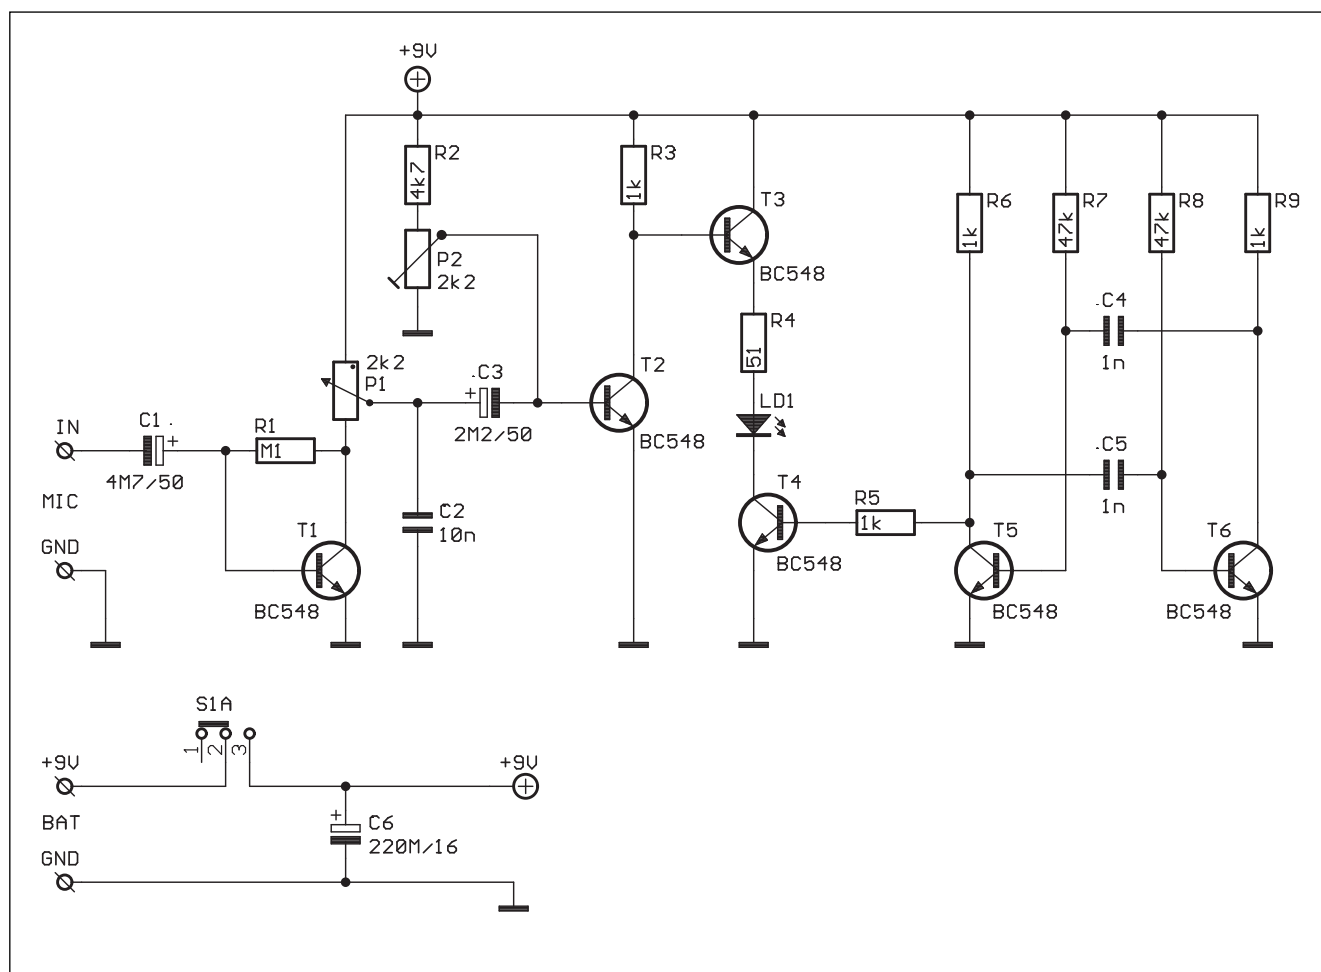 +9V
R2
4k7
R3
1k
T3
BC548
R6
1k
R7
47k
R8
47k
R9
1k
P2
2k2
C4
1n
R4
51
2k2
P1
C3
+
2M2/50
T2
BC548
LD1
IN
C1
+
4M7/50
R1
M1
MIC
GND
T1
BC548
C2
10n
T4
BC548
R5
1k
C5
1n
T5
BC548
T6
BC548
S1A
1
2
3
+9V
+9V
BAT
+
C6
220M/16
GND